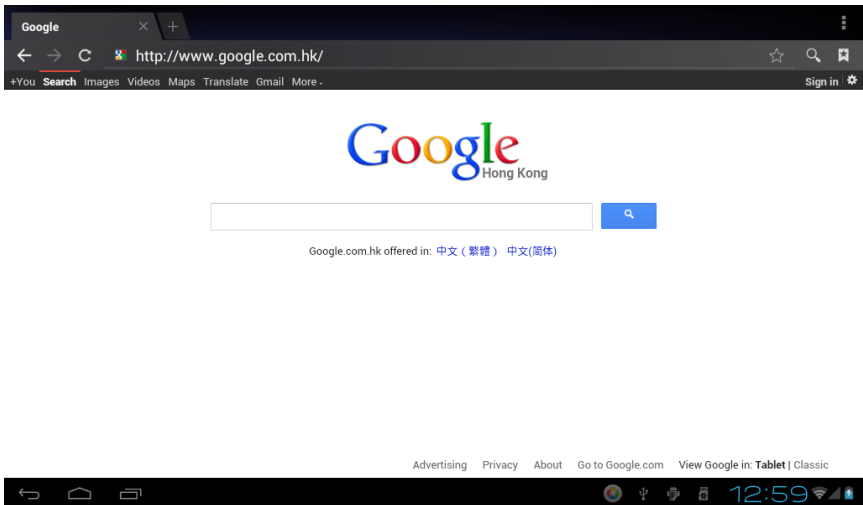 Google
http://www.google.com.hk/
+You Search Images Videos Maps Translate Gmail More Sign in
Google
Hong Kong
Google.com.hk offered in: 中文（繁體） 中文(简体)
Advertising Privacy About Go to Google.com View Google in: Tablet | Classic
12:59